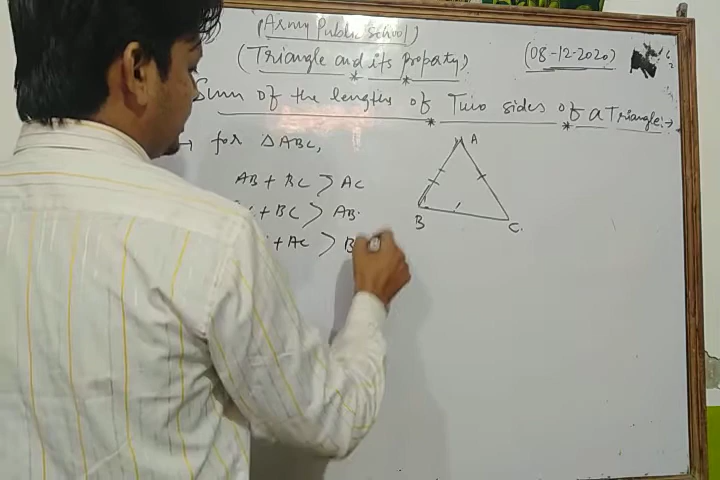 (Army Public School)
(Triangle and its property)
(08-12-2020)
Sum of the lengths of Two sides of a Triangle:→
→ for △ABC,
AB + BC > AC
+ BC > AB.
+ AC > B
A
B
C.